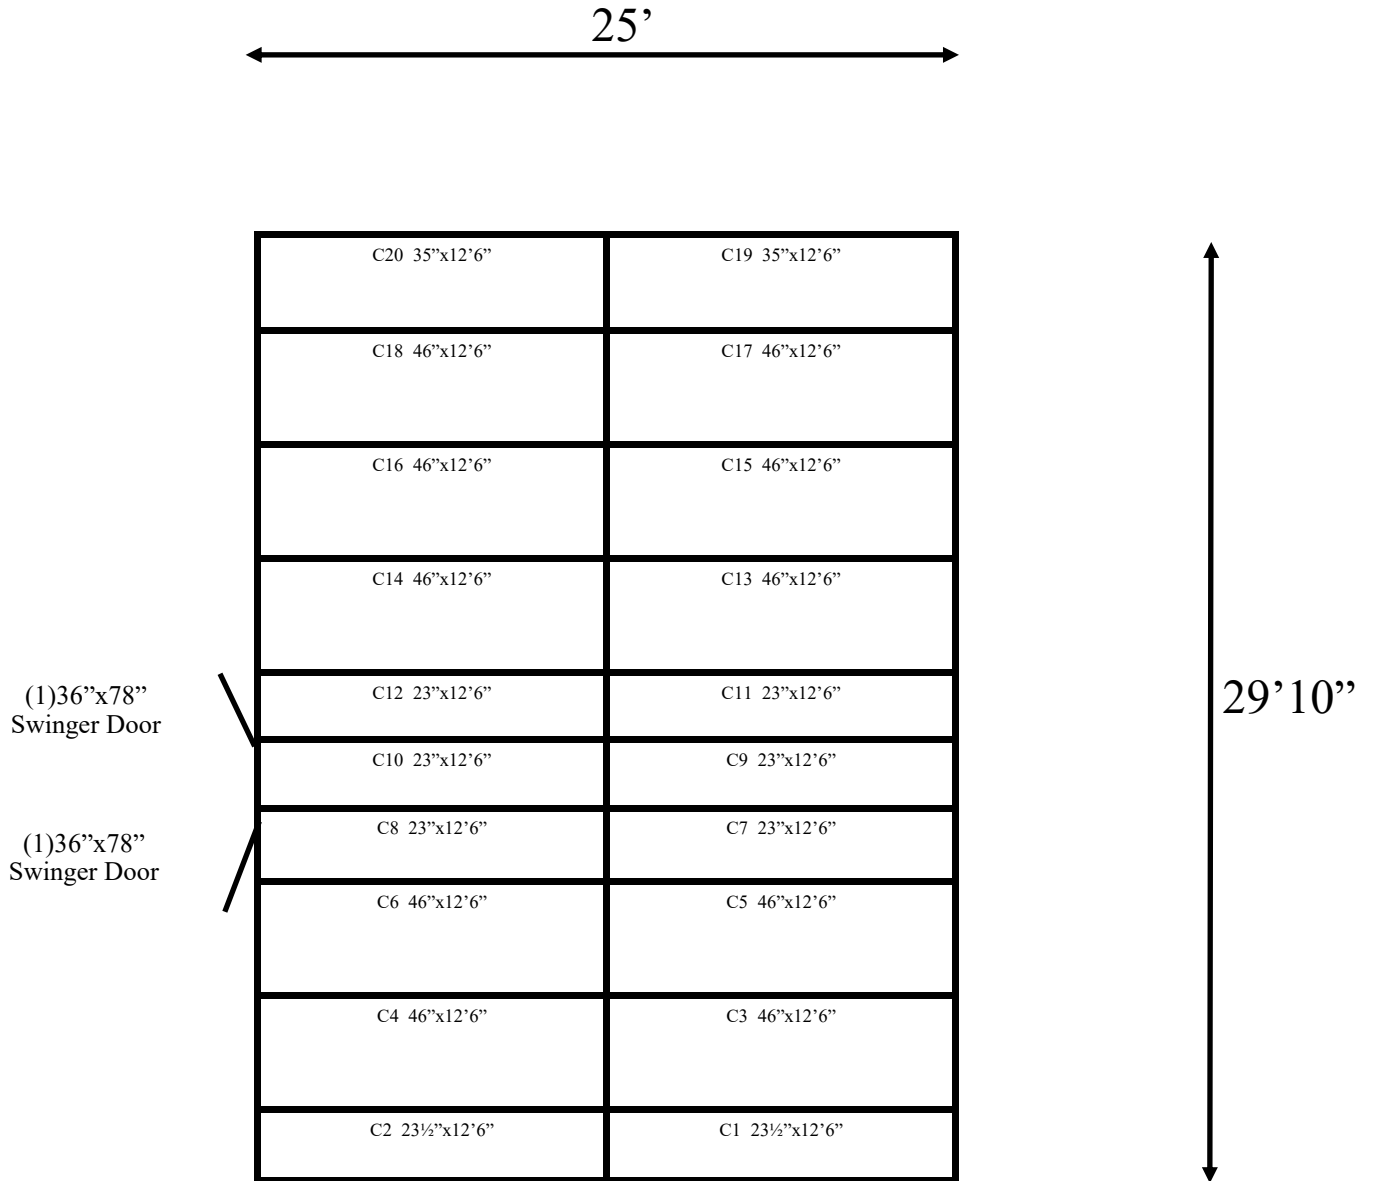 25’
C20 35”x12’6”
C19 35”x12’6”
C18 46”x12’6”
C17 46”x12’6”
C16 46”x12’6”
C15 46”x12’6”
C14 46”x12’6”
C13 46”x12’6”
(1)36”x78”
Swinger Door
C12 23”x12’6”
C11 23”x12’6”
29’10”
C10 23”x12’6”
C9 23”x12’6”
(1)36”x78”
Swinger Door
C8 23”x12’6”
C7 23”x12’6”
C6 46”x12’6”
C5 46”x12’6”
C4 46”x12’6”
C3 46”x12’6”
C2 23½”x12’6”
C1 23½”x12’6”